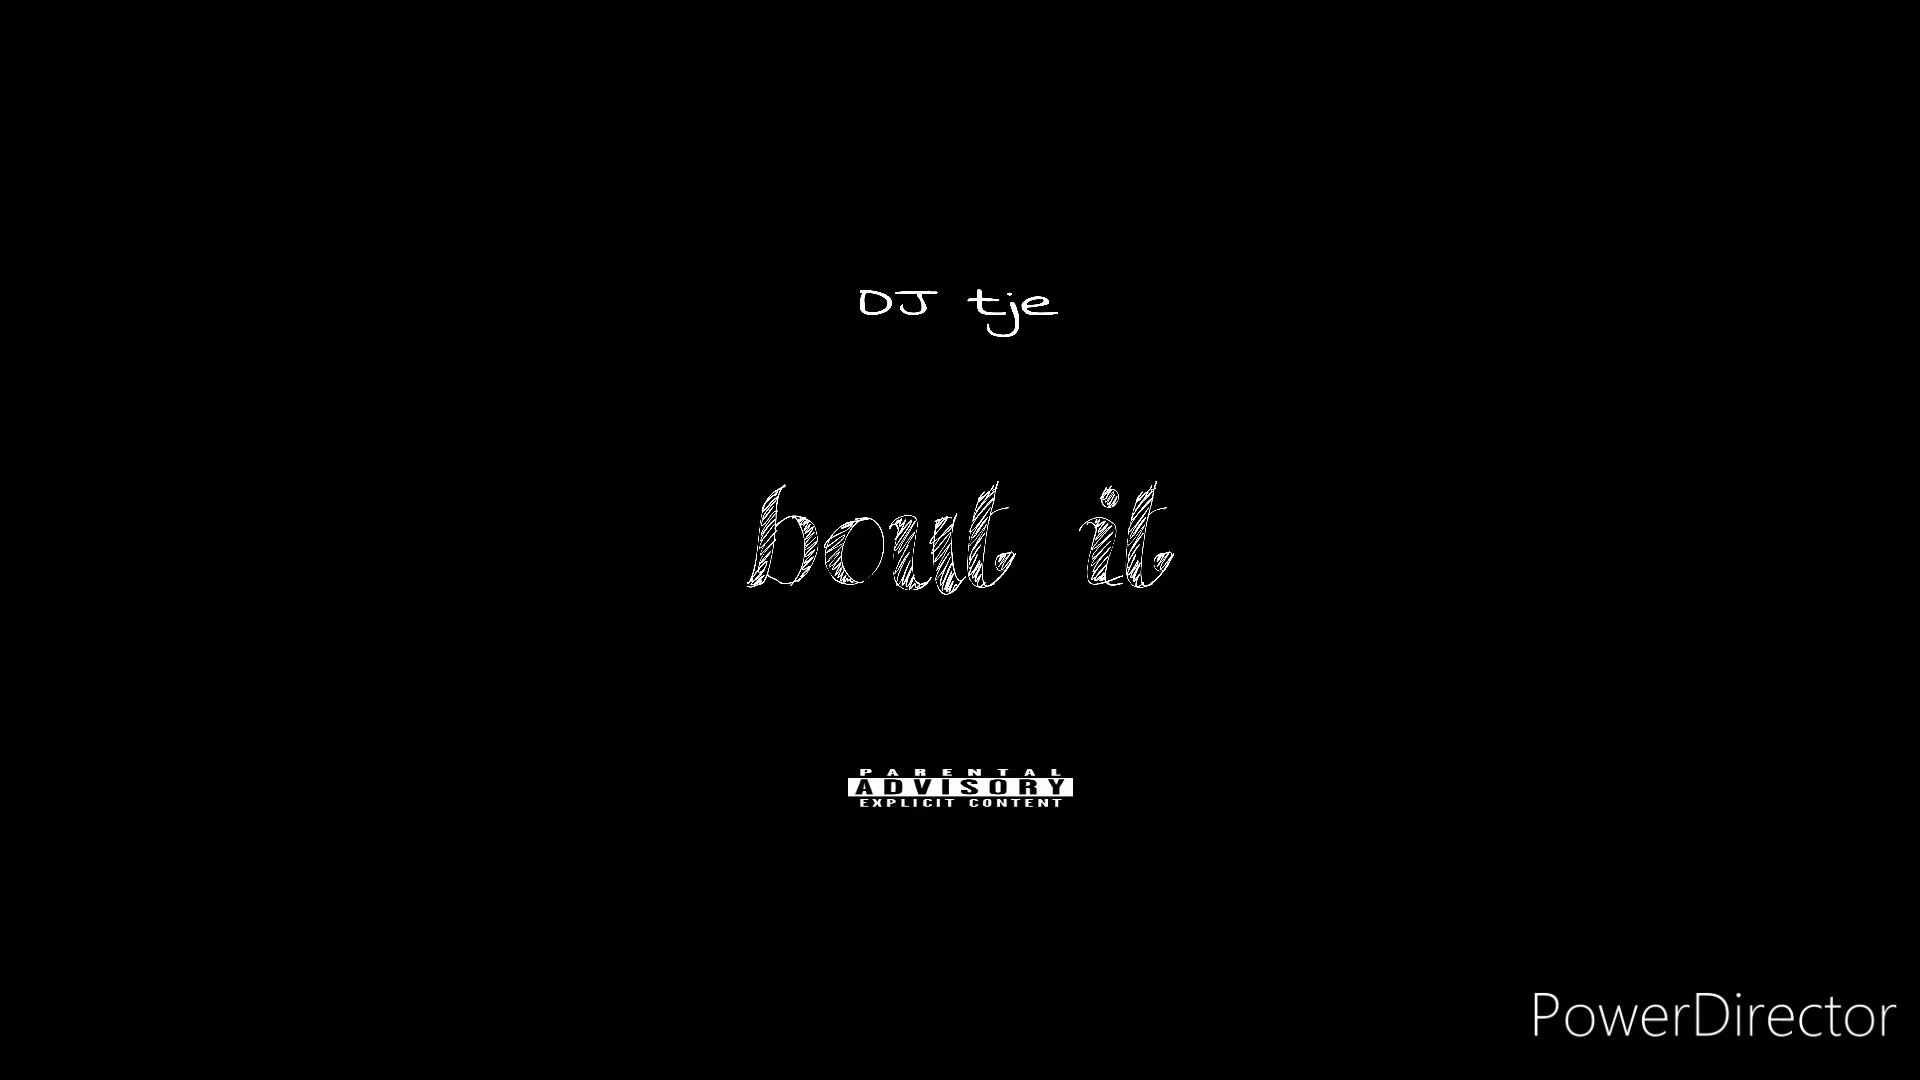 DJ tje
bout it
PARENTAL
ADVISORY
EXPLICIT CONTENT
PowerDirector